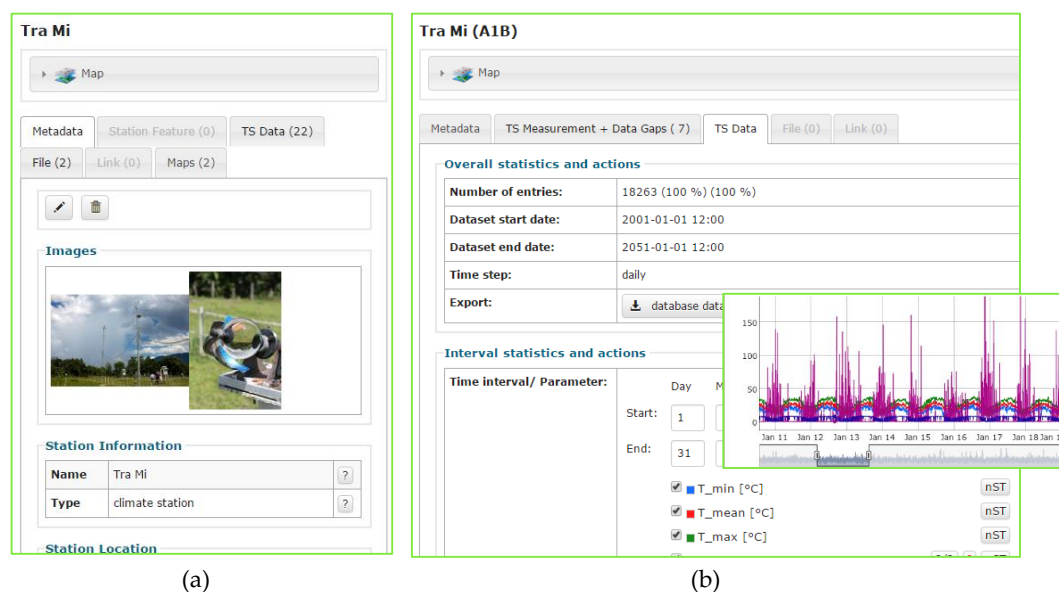 Tra Mi
Map
Metadata Station Feature (0) TS Data (22)
File (2) Link (0) Maps (2)
Images
Station Information
Name Tra Mi ?
Type climate station ?
Station Location
(a)
Tra Mi (A1B)
Map
Metadata TS Measurement + Data Gaps ( 7) TS Data File (0) Link (0)
Overall statistics and actions
Number of entries: 18263 (100 %) (100 %)
Dataset start date: 2001-01-01 12:00
Dataset end date: 2051-01-01 12:00
Time step: daily
Export: database data
Interval statistics and actions
Time interval/ Parameter:
Day M
Start: 1
End: 31
T_min [°C] nST
T_mean [°C] nST
T_max [°C] nST
150
100
50
0
Jan 11 Jan 12 Jan 13 Jan 14 Jan 15 Jan 16 Jan 17 Jan 18 Jan 1
(b)